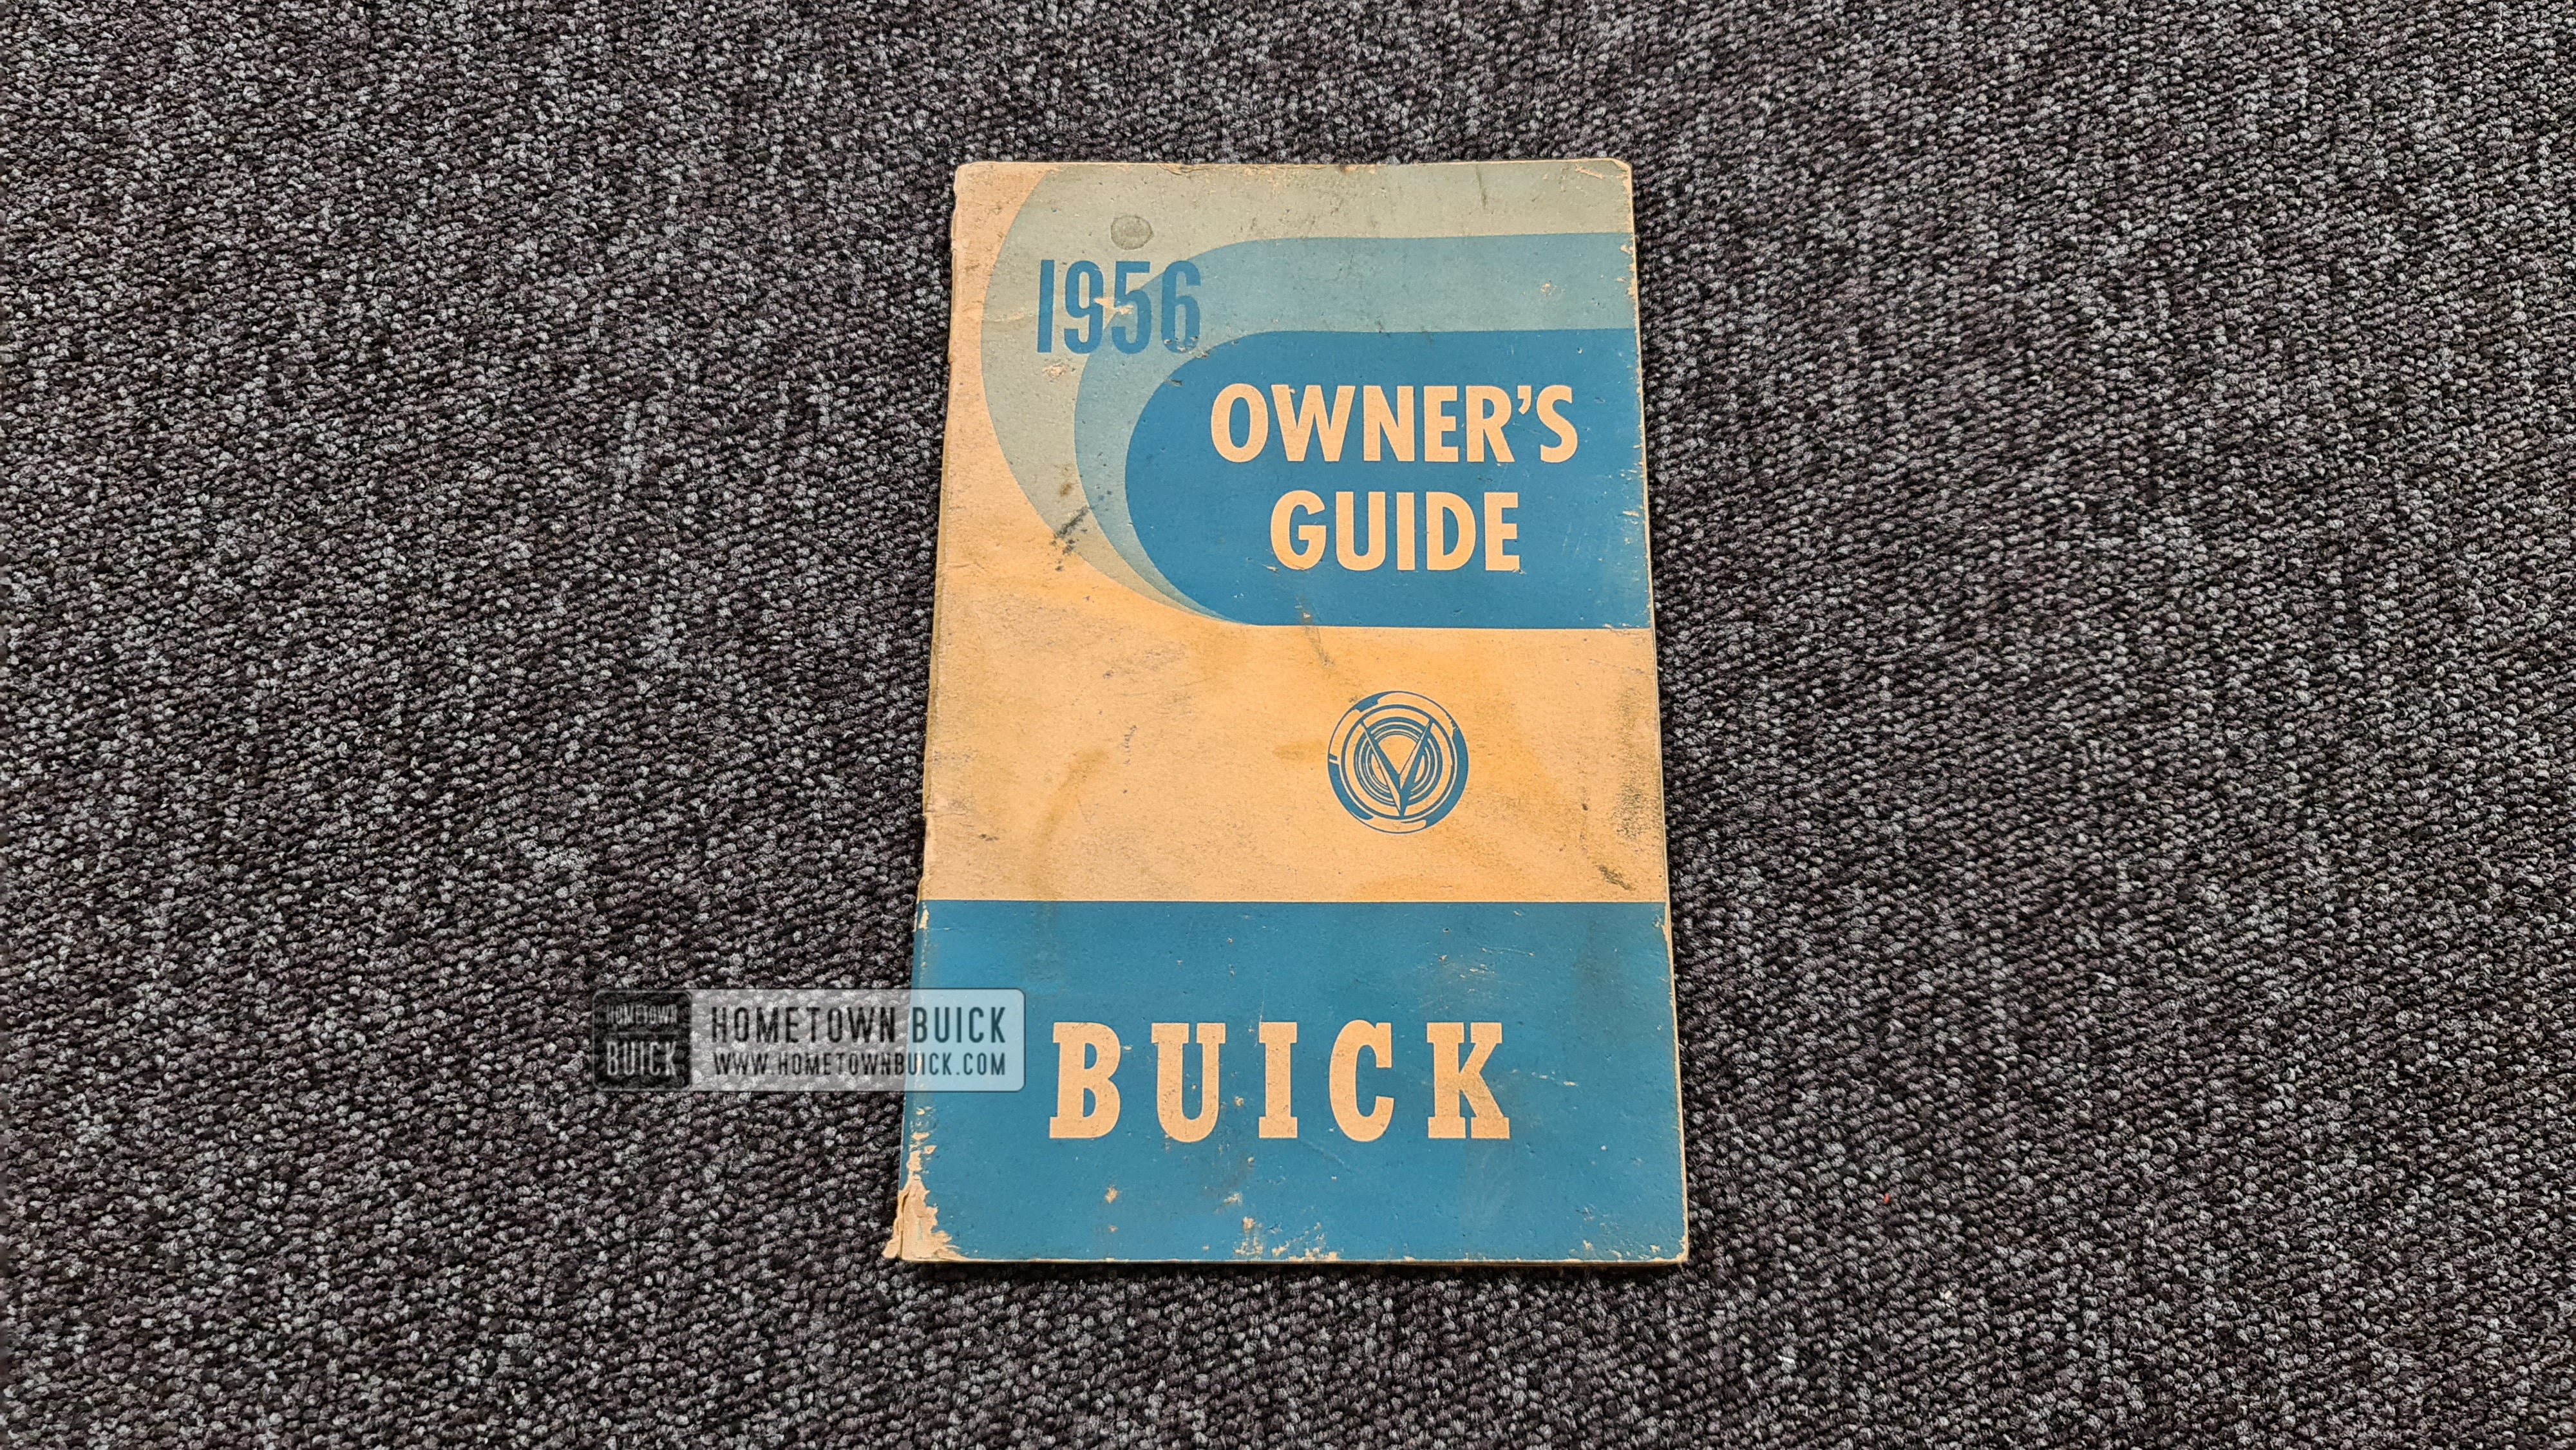 1956
OWNER'S
GUIDE
V
BUICK
HOMETOWN
BUICK
HOMETOWN BUICK
WWW.HOMETOWNBUICK.COM